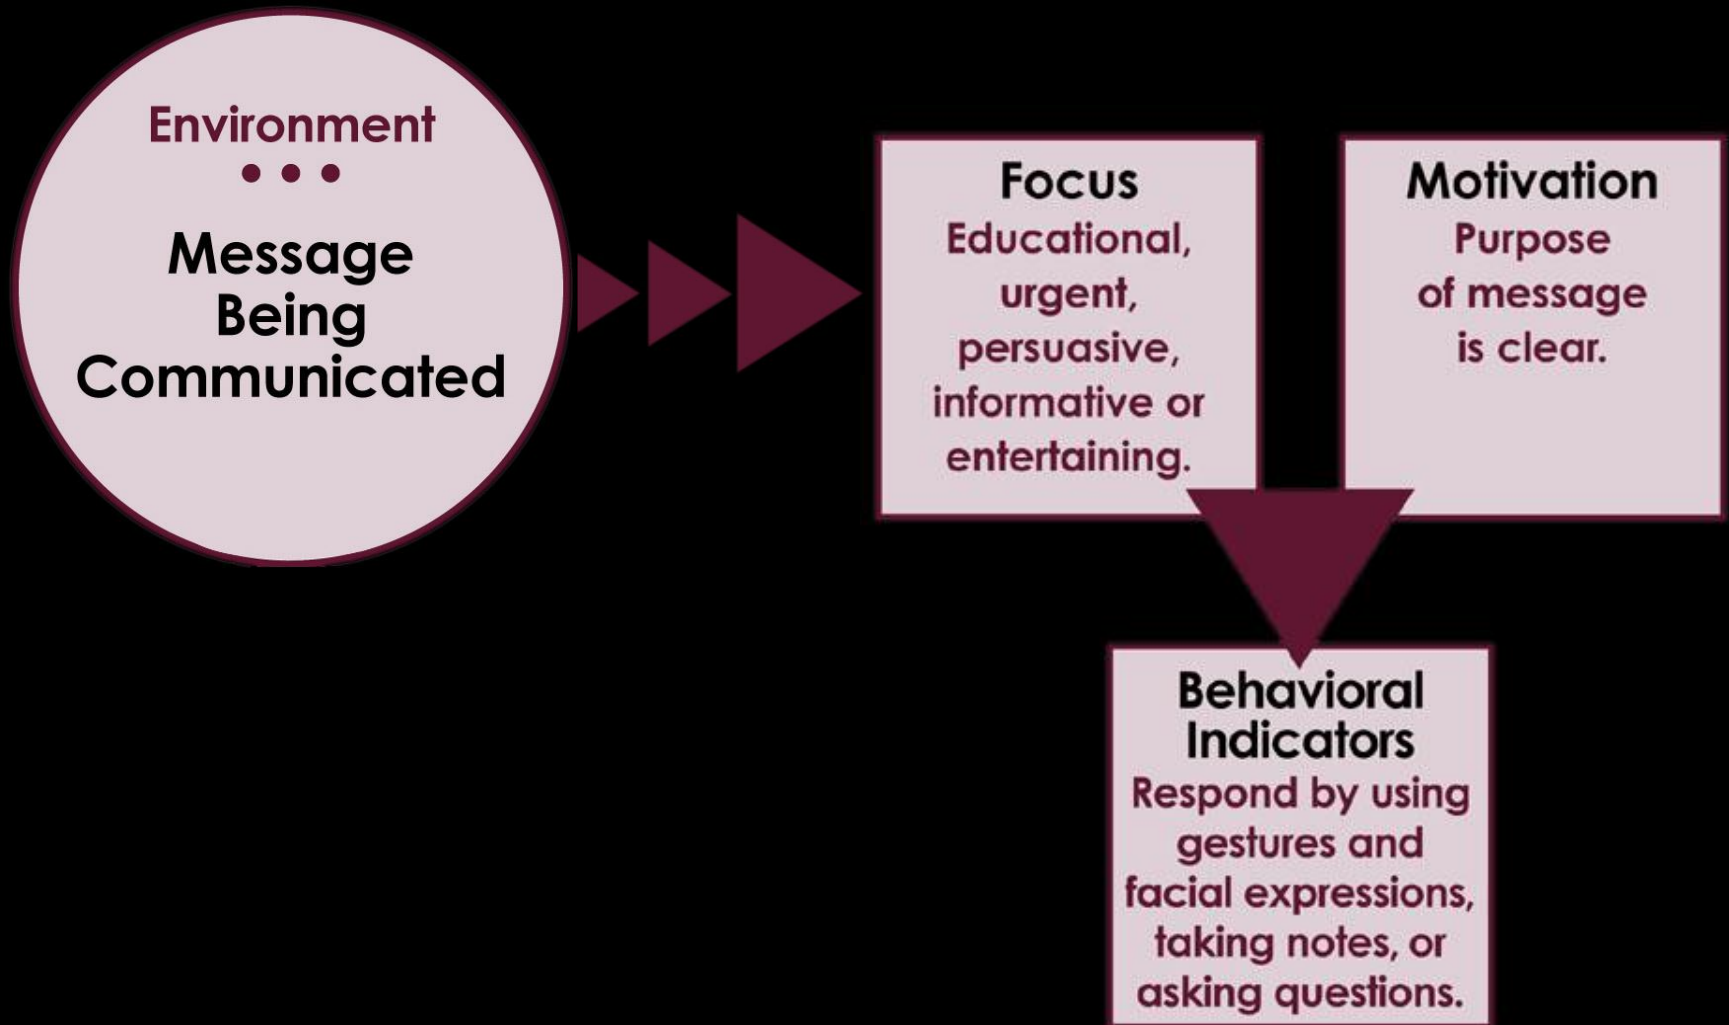 Environment
• • •
Message
Being
Communicated
Focus
Educational,
urgent,
persuasive,
informative or
entertaining.
Motivation
Purpose
of message
is clear.
Behavioral
Indicators
Respond by using
gestures and
facial expressions,
taking notes, or
asking questions.